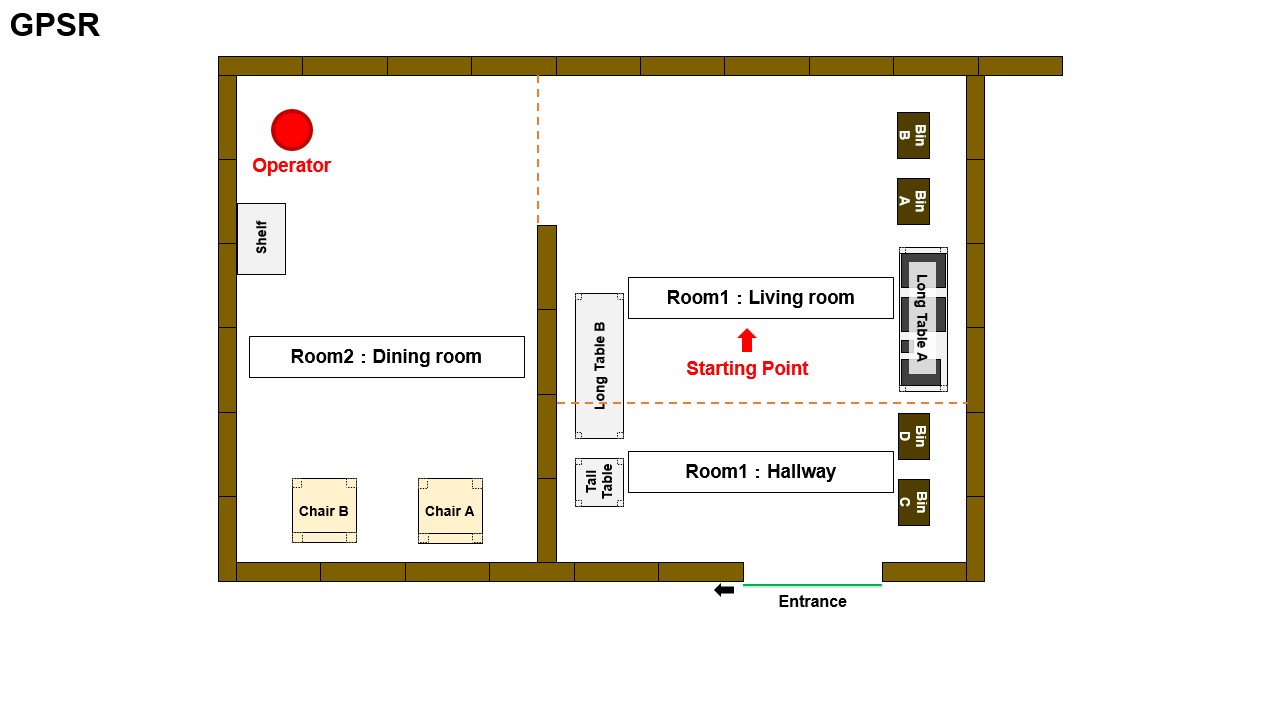 GPSR
Operator
Shelf
Room2：Dining room
Chair B
Chair A
Room1：Living room
Starting Point
Long Table B
Tall
Table
Room1：Hallway
Bin
B
Bin
A
Long Table A
Bin
D
Bin
C
Entrance